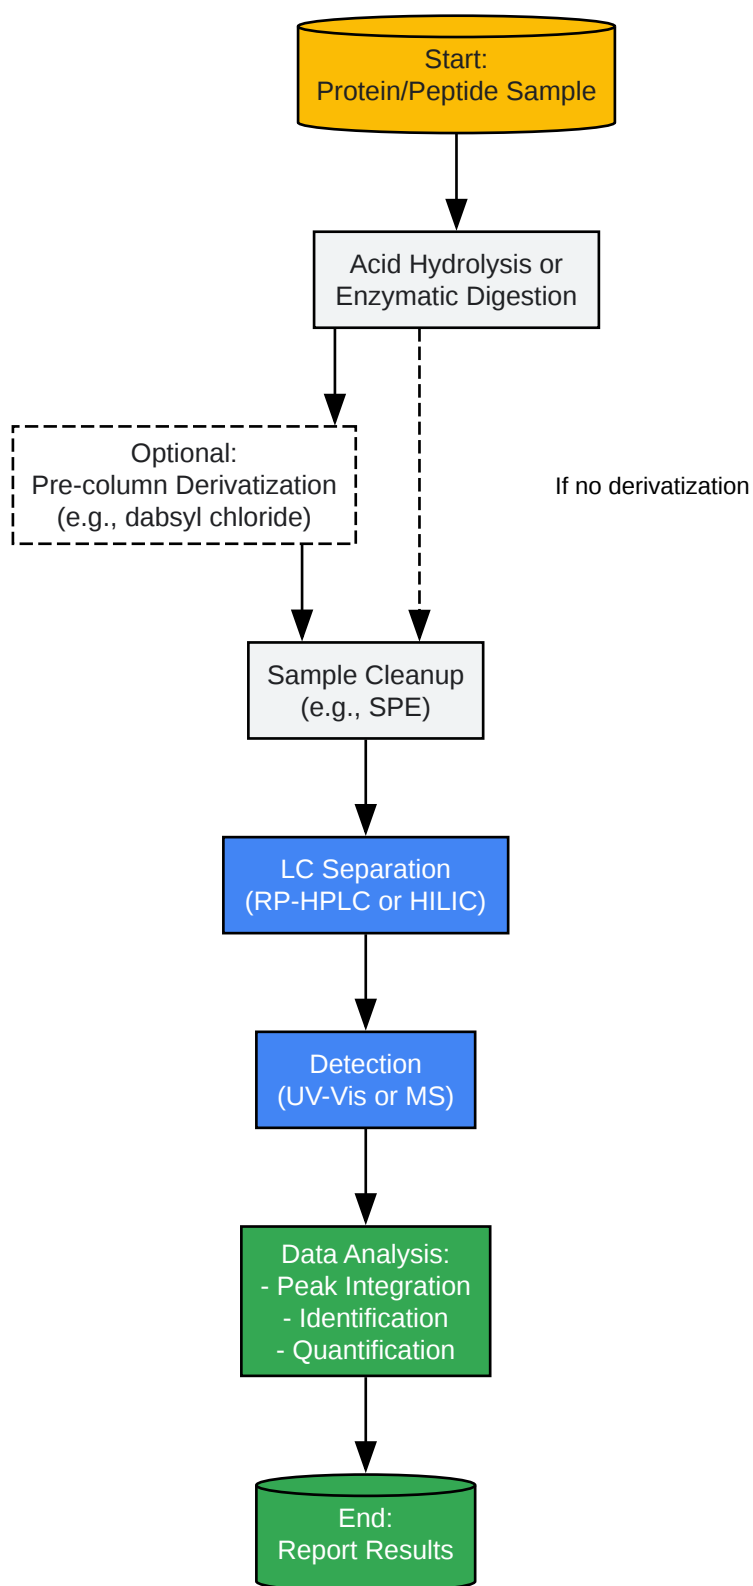 Start:
Protein/Peptide Sample
Acid Hydrolysis or
Enzymatic Digestion
Optional:
Pre-column Derivatization
(e.g., dabsyl chloride)
If no derivatization
Sample Cleanup
(e.g., SPE)
LC Separation
(RP-HPLC or HILIC)
Detection
(UV-Vis or MS)
Data Analysis:
- Peak Integration
- Identification
- Quantification
End:
Report Results